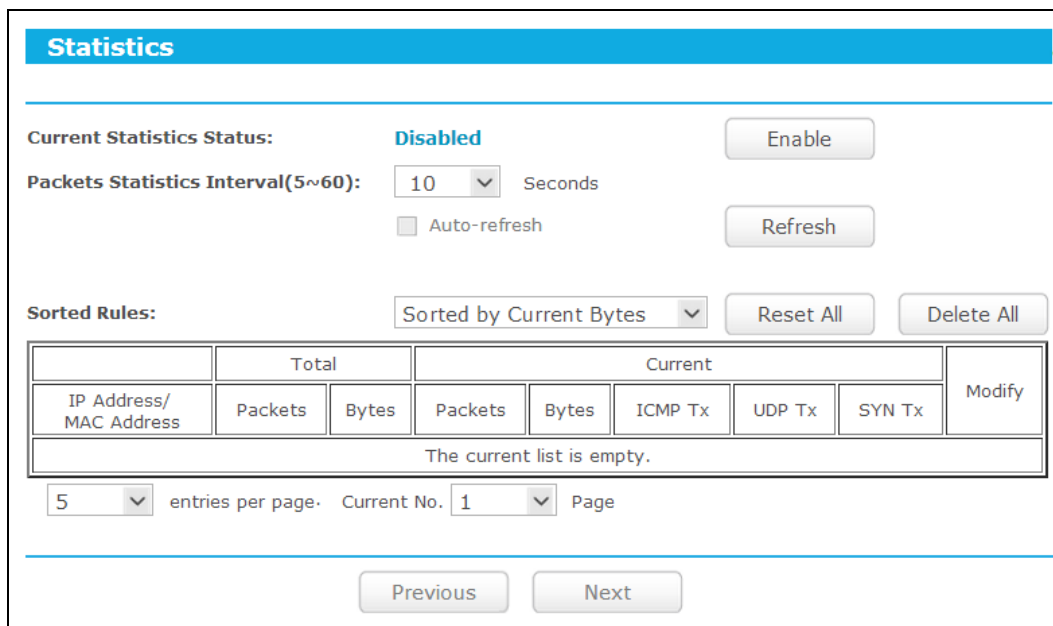 Statistics
Current Statistics Status: Disabled Enable
Packets Statistics Interval(5~60): 10 Seconds
Auto-refresh Refresh
Sorted Rules: Sorted by Current Bytes Reset All Delete All
Total Current Modify
IP Address/
MAC Address Packets Bytes Packets Bytes ICMP Tx UDP Tx SYN Tx
The current list is empty.
5 entries per page. Current No. 1 Page
Previous Next